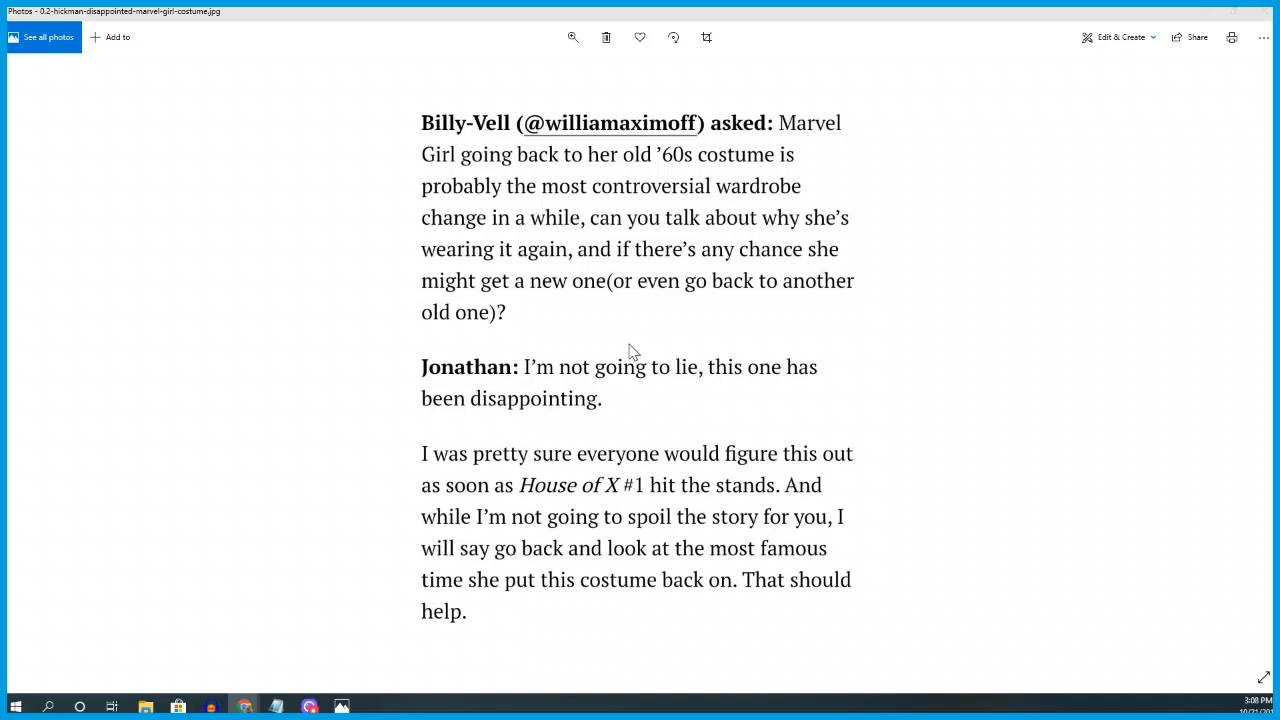 Photos - 0.2-hickman-disappointed-marvel-girl-costume.jpg
See all photos
Add to
Edit & Create
Share
Billy-Vell (@williamaximoff) asked: Marvel
Girl going back to her old ’60s costume is
probably the most controversial wardrobe
change in a while, can you talk about why she’s
wearing it again, and if there’s any chance she
might get a new one(or even go back to another
old one)?
Jonathan: I’m not going to lie, this one has
been disappointing.
I was pretty sure everyone would figure this out
as soon as House of X #1 hit the stands. And
while I’m not going to spoil the story for you, I
will say go back and look at the most famous
time she put this costume back on. That should
help.
3:08 PM